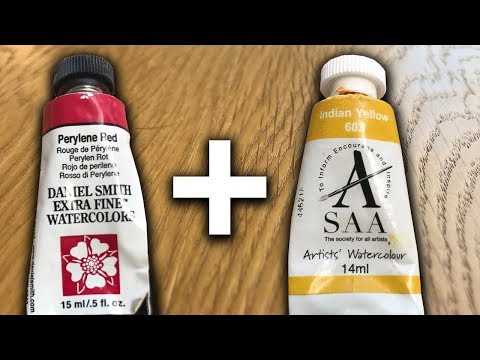 Perylene Red
Rouge de Pérylène
Perylen Rot
Rojo de perileno
Rosso di Perylene
DANIEL SMITH
EXTRA FINE™
WATERCOLORS
15 ml/.5 fl. oz.
+
Indian Yellow
603
To Inform Encourage and Inspire
A
SAA
The society for all artists
Artists' Watercolour
14ml